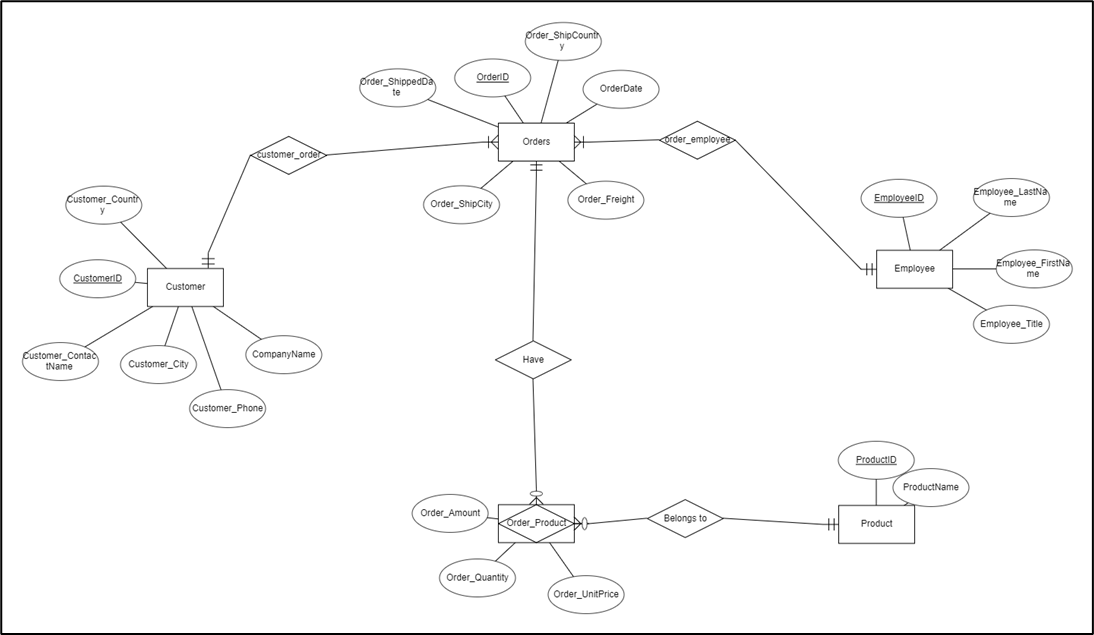 Order_ShipCountr
y
Order_ShippedDa
te
OrderID
OrderDate
Orders
customer_order
order_employee
Order_ShipCity
Order_Freight
Customer_Countr
y
CustomerID
Customer
Customer_Contac
tName
Customer_City
CompanyName
Customer_Phone
EmployeeID
Employee_LastNa
me
Employee
Employee_FirstNa
me
Employee_Title
Have
ProductID
ProductName
Order_Amount
Order_Product
Belongs to
Product
Order_Quantity
Order_UnitPrice